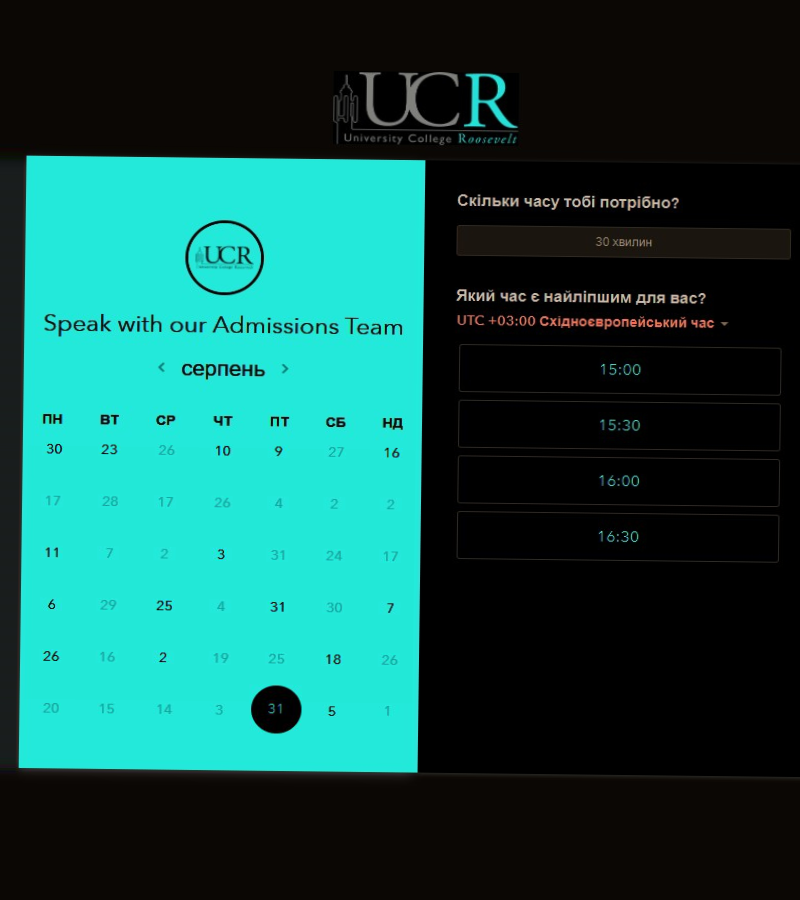 UCR
University College Roosevelt
UCR
Speak with our Admissions Team
серпень
ПН ВТ СР ЧТ ПТ СБ НД
30 23 26 10 9 27 16
17 28 17 26 4 2 2
11 7 2 3 31 24 17
6 29 25 4 31 30 7
26 16 2 19 25 18 26
20 15 14 3 31 5 1
Скільки часу тобі потрібно?
30 хвилин
Який час є найліпшим для вас?
UTC +03:00 Східноєвропейський час
15:00
15:30
16:00
16:30